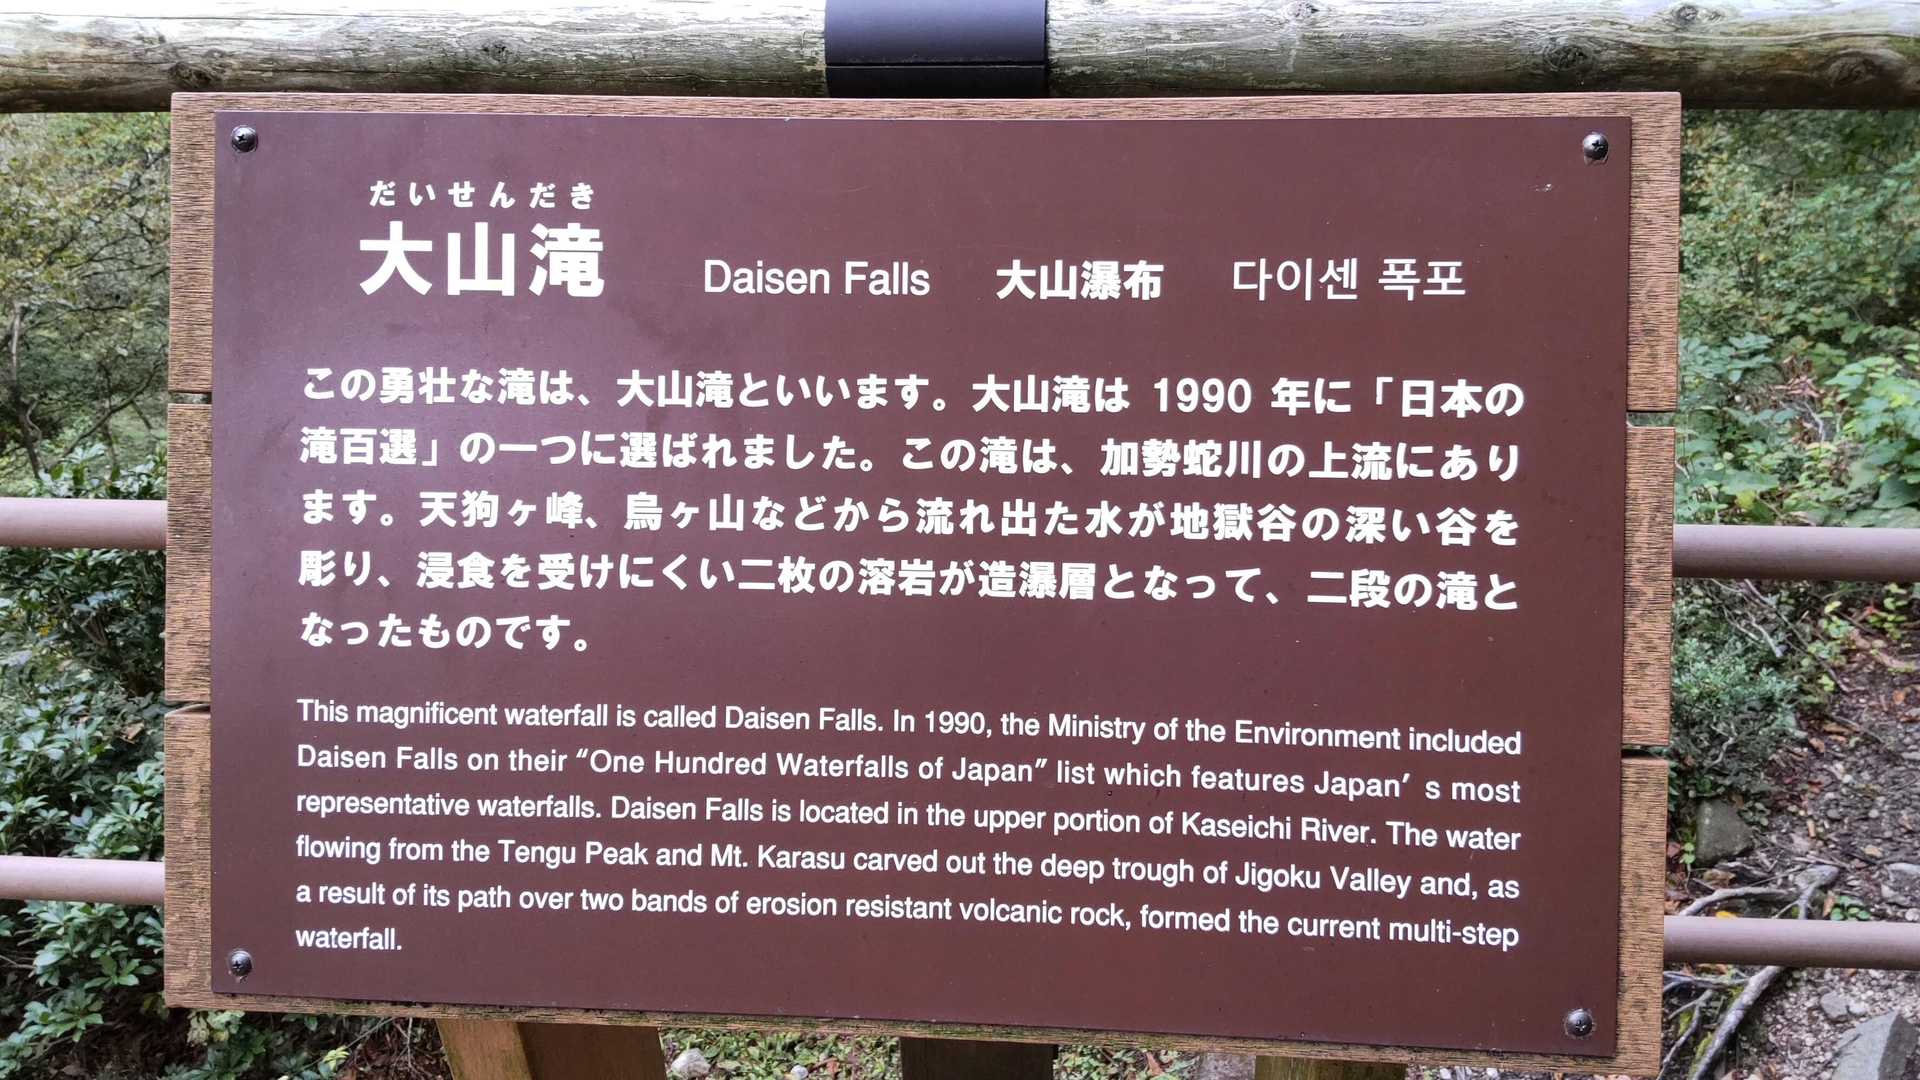 だいせんだき
大山滝 Daisen Falls 大山瀑布 다이센 폭포
この勇壮な滝は、大山滝といいます。大山滝は 1990 年に「日本の
滝百選」の一つに選ばれました。この滝は、加勢蛇川の上流にあり
ます。天狗ヶ峰、烏ヶ山などから流れ出た水が地獄谷の深い谷を
彫り、浸食を受けにくい二枚の溶岩が造瀑層となって、二段の滝と
なったものです。
This magnificent waterfall is called Daisen Falls. In 1990, the Ministry of the Environment included
Daisen Falls on their “One Hundred Waterfalls of Japan” list which features Japan’s most
representative waterfalls. Daisen Falls is located in the upper portion of Kaseichi River. The water
flowing from the Tengu Peak and Mt. Karasu carved out the deep trough of Jigoku Valley and, as
a result of its path over two bands of erosion resistant volcanic rock, formed the current multi-step
waterfall.